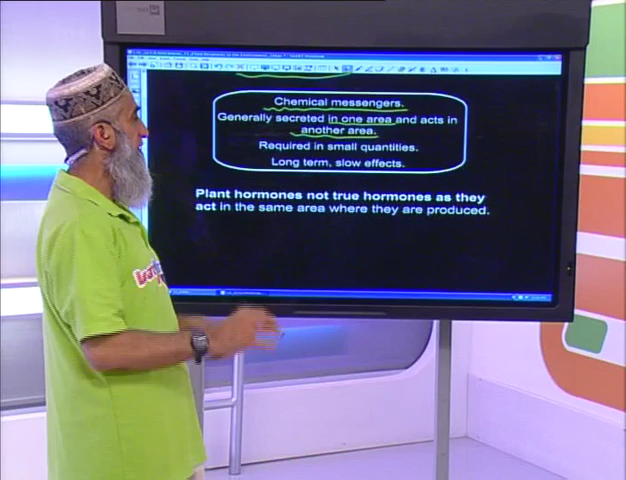 Chemical messengers.
Generally secreted in one area and acts in
another area.
Required in small quantities.
Long term, slow effects.
Plant hormones not true hormones as they
act in the same area where they are produced.